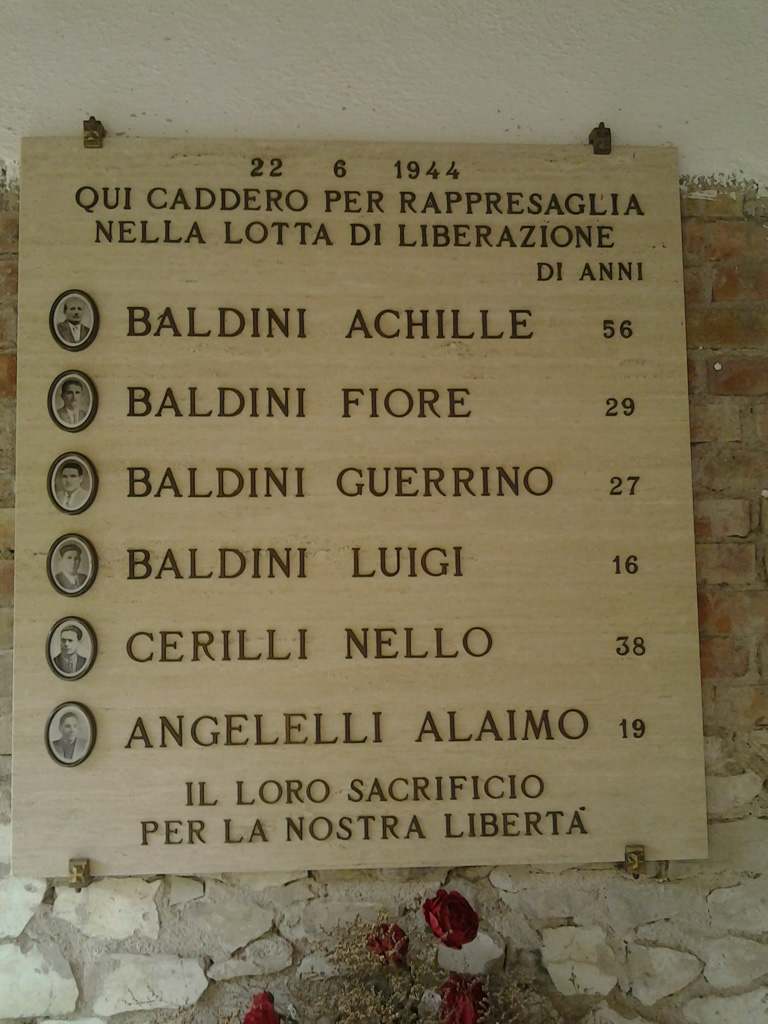 22 6 1944
QUI CADDERO PER RAPPRESAGLIA
NELLA LOTTA DI LIBERAZIONE
DI ANNI
BALDINI ACHILLE 56
BALDINI FIORE 29
BALDINI GUERRINO 27
BALDINI LUIGI 16
CERILLI NELLO 38
ANGELELLI ALAIMO 19
IL LORO SACRIFICIO
PER LA NOSTRA LIBERTÀ